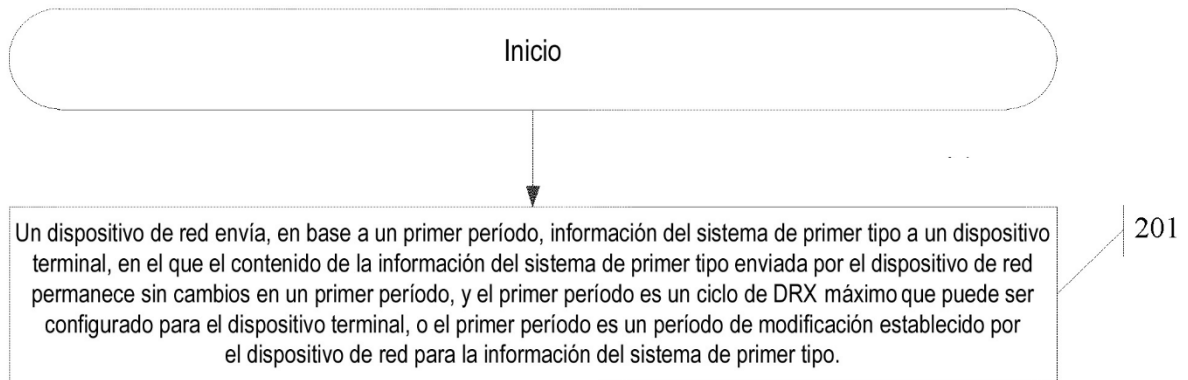 Inicio
Un dispositivo de red envía, en base a un primer período, información del sistema de primer tipo a un dispositivo
terminal, en el que el contenido de la información del sistema de primer tipo enviada por el dispositivo de red
permanece sin cambios en un primer período, y el primer período es un ciclo de DRX máximo que puede ser
configurado para el dispositivo terminal, o el primer período es un período de modificación establecido por
el dispositivo de red para la información del sistema de primer tipo.
201